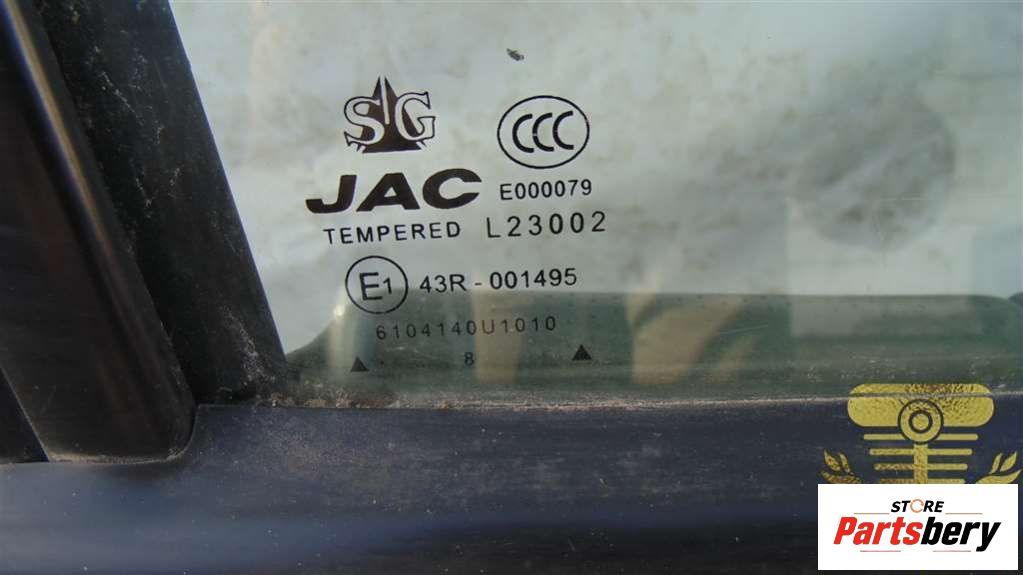 SG CCC
JAC E000079
TEMPERED L23002
E1 43R - 001495
6104140U1010
8
STORE
Partsbery